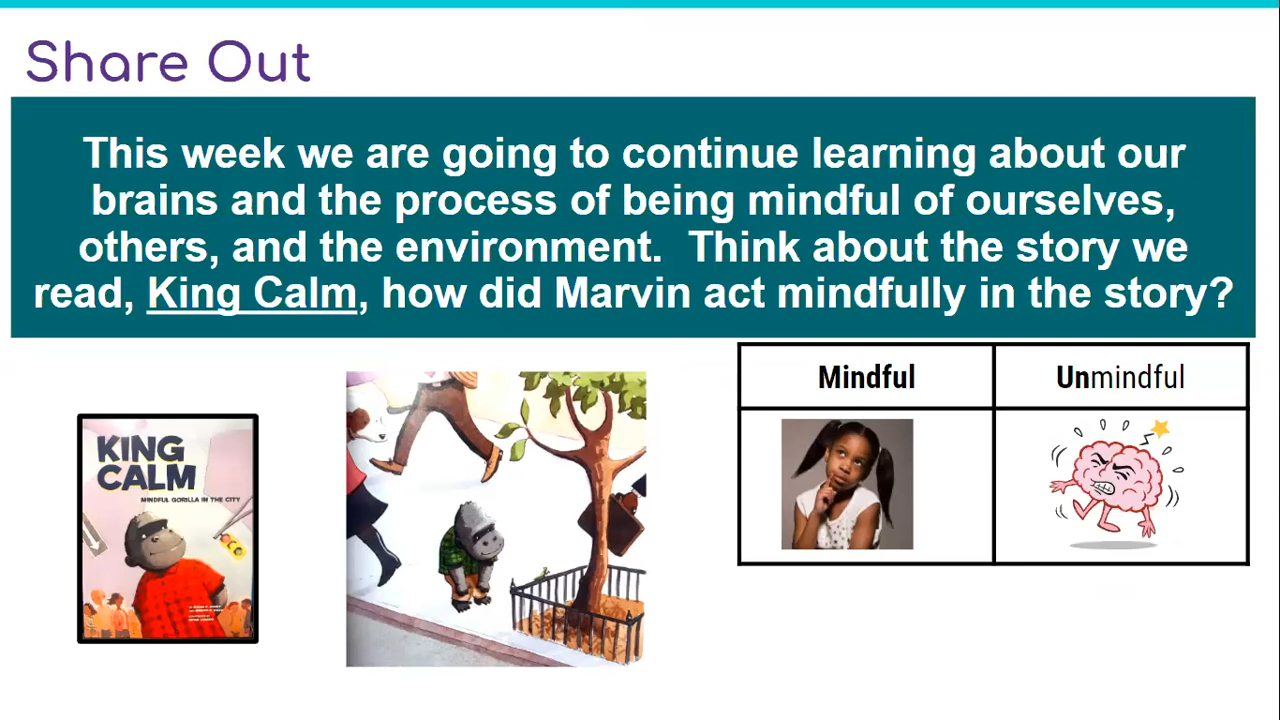 Share Out
This week we are going to continue learning about our
brains and the process of being mindful of ourselves,
others, and the environment.  Think about the story we
read, King Calm, how did Marvin act mindfully in the story?
KING
CALM
MINDFUL GORILLA IN THE CITY
Mindful
Unmindful